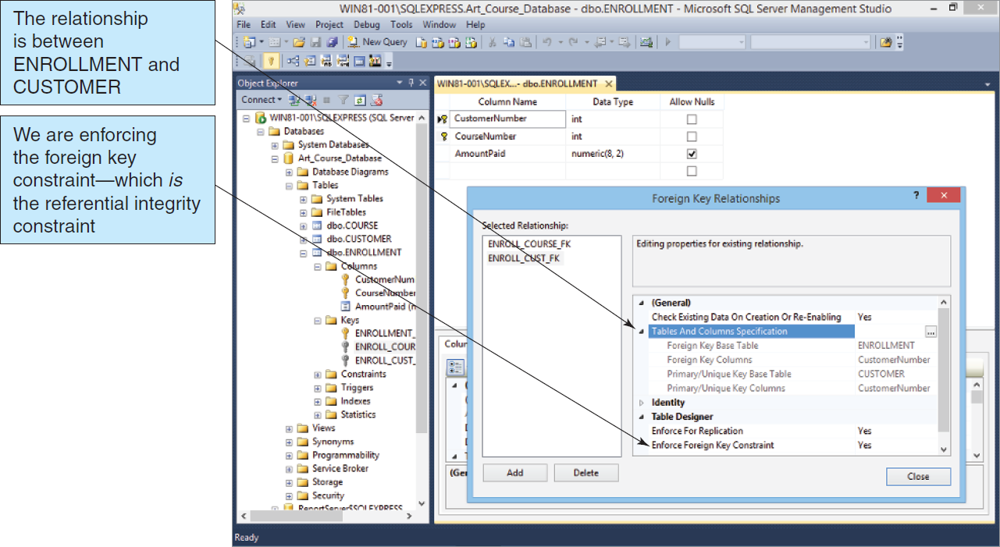 The relationship
is between
ENROLLMENT and
CUSTOMER
We are enforcing
the foreign key
constraint—which is
the referential integrity
constraint
WIN81-001\SQLEXPRESS.Art_Course_Database - dbo.ENROLLMENT - Microsoft SQL Server Management Studio
File Edit View Project Debug Tools Window Help
New Query
Object Explorer
Connect
WIN81-001\SQLEXPRESS (SQL Server
Databases
System Databases
Art_Course_Database
Database Diagrams
Tables
System Tables
FileTables
dbo.COURSE
dbo.CUSTOMER
dbo.ENROLLMENT
Columns
CustomerNum
CourseNumber
AmountPaid (n
Keys
ENROLLMENT_
ENROLL_COUR
ENROLL_CUST_
Constraints
Triggers
Indexes
Statistics
Views
Synonyms
Programmability
Service Broker
Storage
Security
ReportServer$SQLEXPRESS
WIN81-001\SQLEX...- dbo.ENROLLMENT
Column Name Data Type Allow Nulls
CustomerNumber int
CourseNumber int
AmountPaid numeric(8, 2)
Colum
(Ger
Foreign Key Relationships
? 
Selected Relationship:
ENROLL_COURSE_FK
ENROLL_CUST_FK
Editing properties for existing relationship.
(General)
Check Existing Data On Creation Or Re-Enabling Yes
Tables And Columns Specification ...
Foreign Key Base Table ENROLLMENT
Foreign Key Columns CustomerNumber
Primary/Unique Key Base Table CUSTOMER
Primary/Unique Key Columns CustomerNumber
Identity
Table Designer
Enforce For Replication Yes
Enforce Foreign Key Constraint Yes
Add Delete
Close
Ready